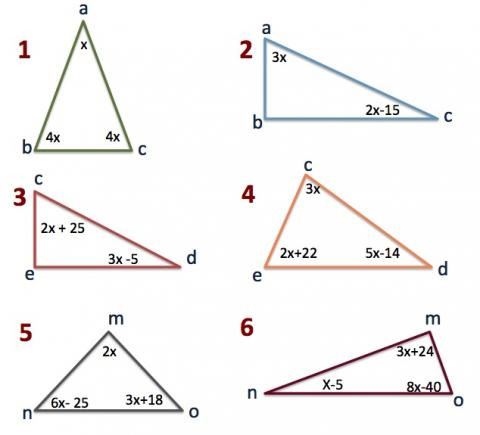 1
a
x
b
4x
4x
c
2
a
3x
b
2x-15
c
3
c
2x + 25
e
3x -5
d
4
c
3x
e
2x+22
5x-14
d
5
m
2x
n
6x- 25
3x+18
o
6
m
3x+24
n
X-5
8x-40
o